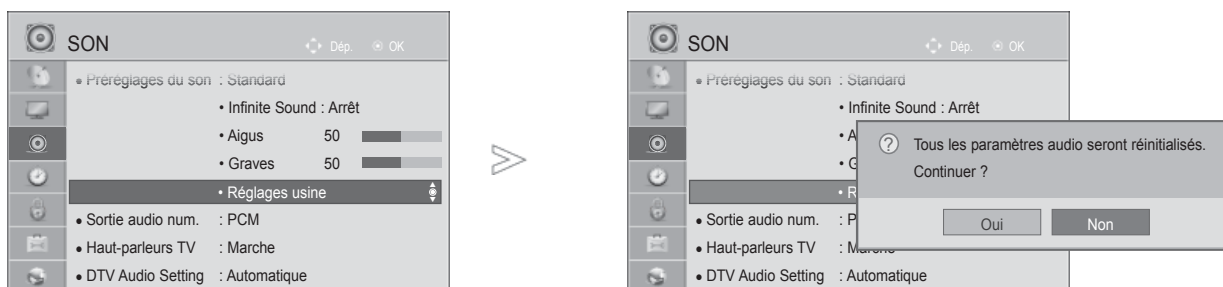 SON
Dép. OK
• Préréglages du son : Standard
• Infinite Sound : Arrêt
• Aigus 50
• Graves 50
• Réglages usine
• Sortie audio num. : PCM
• Haut-parleurs TV : Marche
• DTV Audio Setting : Automatique
SON
Dép. OK
• Préréglages du son : Standard
• Infinite Sound : Arrêt
• A
• G
• R
• Sortie audio num. : P
• Haut-parleurs TV : Marche
• DTV Audio Setting : Automatique
? Tous les paramètres audio seront réinitialisés.
Continuer ?
Oui Non